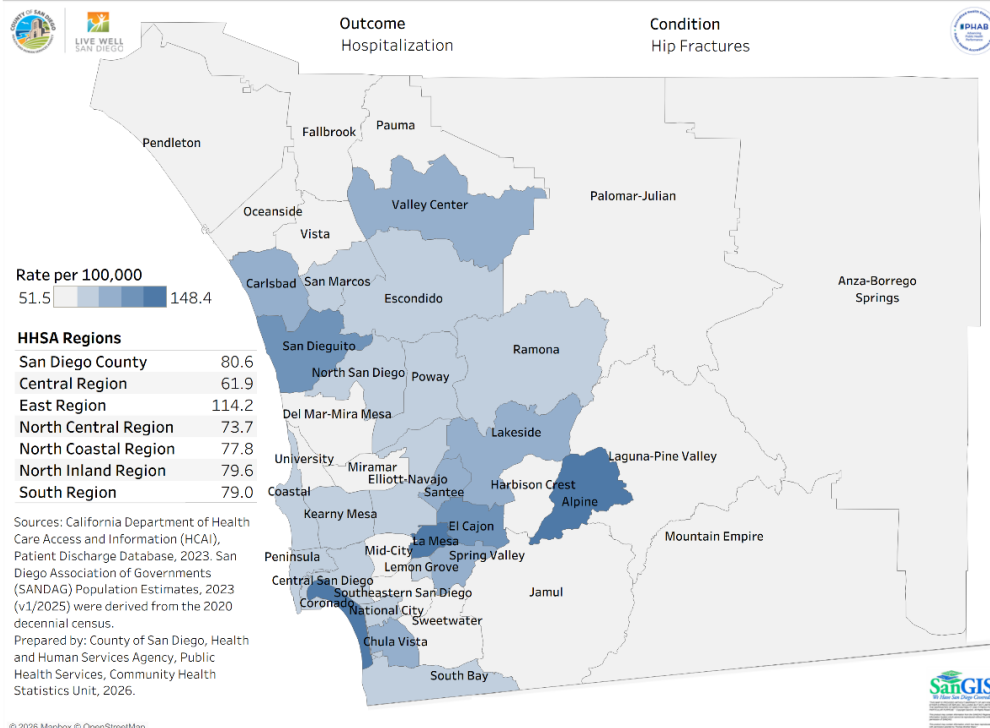 COUNTY OF SAN DIEGO
LIVE WELL
SAN DIEGO
Outcome
Hospitalization
Condition
Hip Fractures
PHAB
Pendleton
Fallbrook
Pauma
Valley Center
Palomar-Julian
Oceanside
Vista
Anza-Borrego
Springs
Carlsbad
San Marcos
Escondido
San Dieguito
Ramona
North San Diego
Poway
Del Mar-Mira Mesa
Lakeside
University
Miramar
Elliott-Navajo
Laguna-Pine Valley
Coastal
Santee
Harbison Crest
Alpine
Kearny Mesa
El Cajon
Mountain Empire
La Mesa
Peninsula
Mid-City
Spring Valley
Lemon Grove
Central San Diego
Southeastern San Diego
Jamul
Coronado
National City
Sweetwater
Chula Vista
South Bay
Rate per 100,000
51.5 148.4
HHSA Regions
San Diego County 80.6
Central Region 61.9
East Region 114.2
North Central Region 73.7
North Coastal Region 77.8
North Inland Region 79.6
South Region 79.0
Sources: California Department of Health
Care Access and Information (HCAI),
Patient Discharge Database, 2023. San
Diego Association of Governments
(SANDAG) Population Estimates, 2023
(v1/2025) were derived from the 2020
decennial census.
Prepared by: County of San Diego, Health
and Human Services Agency, Public
Health Services, Community Health
Statistics Unit, 2026.
SanGIS
© 2026 Mapbox © OpenStreetMap